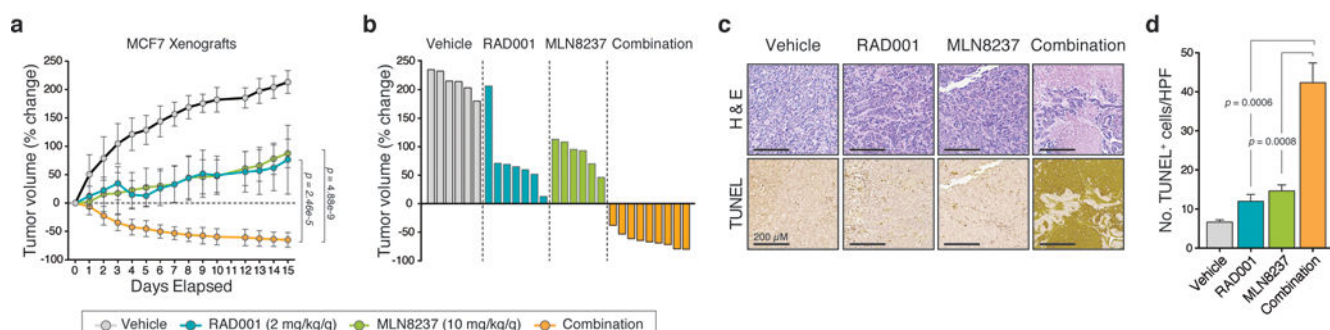 a
MCF7 Xenografts
Tumor volume (% change)
250
200
150
100
50
0
-50
-100
0 1 2 3 4 5 6 7 8 9 10 11 12 13 14 15
Days Elapsed
p = 2.46e-5
p = 4.88e-9
b
Vehicle RAD001 MLN8237 Combination
Tumor volume (% change)
250
200
150
100
50
0
-50
-100
Vehicle RAD001 (2 mg/kg/g) MLN8237 (10 mg/kg/g) Combination
c
Vehicle RAD001 MLN8237 Combination
H & E
TUNEL
200 µM
d
No. TUNEL⁺ cells/HPF
50
40
30
20
10
0
p = 0.0006
p = 0.0008
Vehicle
RAD001
MLN8237
Combination